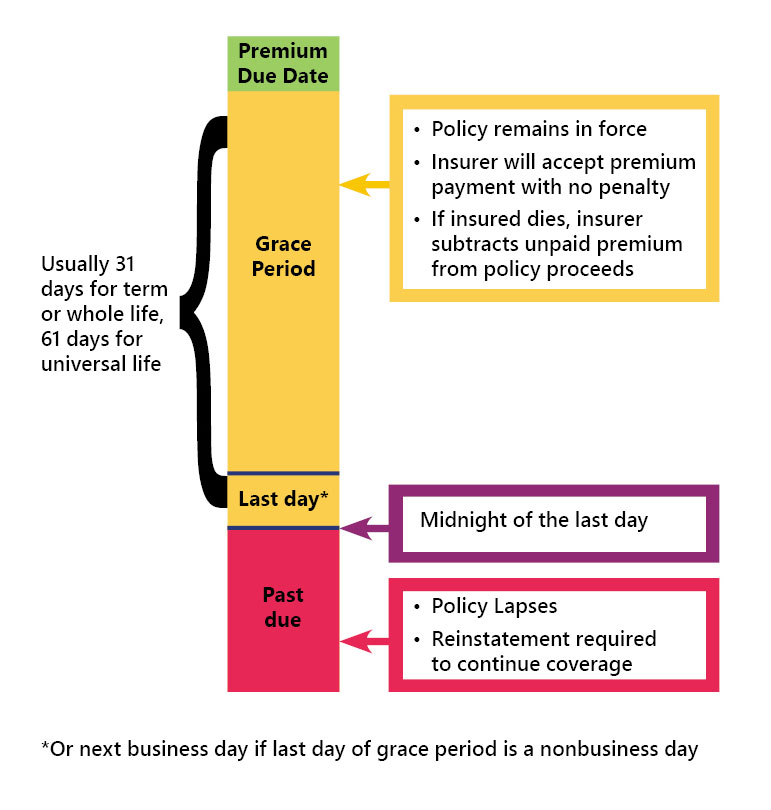 Premium
Due Date
• Policy remains in force
• Insurer will accept premium
payment with no penalty
• If insured dies, insurer
subtracts unpaid premium
from policy proceeds
Grace
Period
Usually 31
days for term
or whole life,
61 days for
universal life
Last day*
Midnight of the last day
Past
due
• Policy Lapses
• Reinstatement required
to continue coverage
*Or next business day if last day of grace period is a nonbusiness day